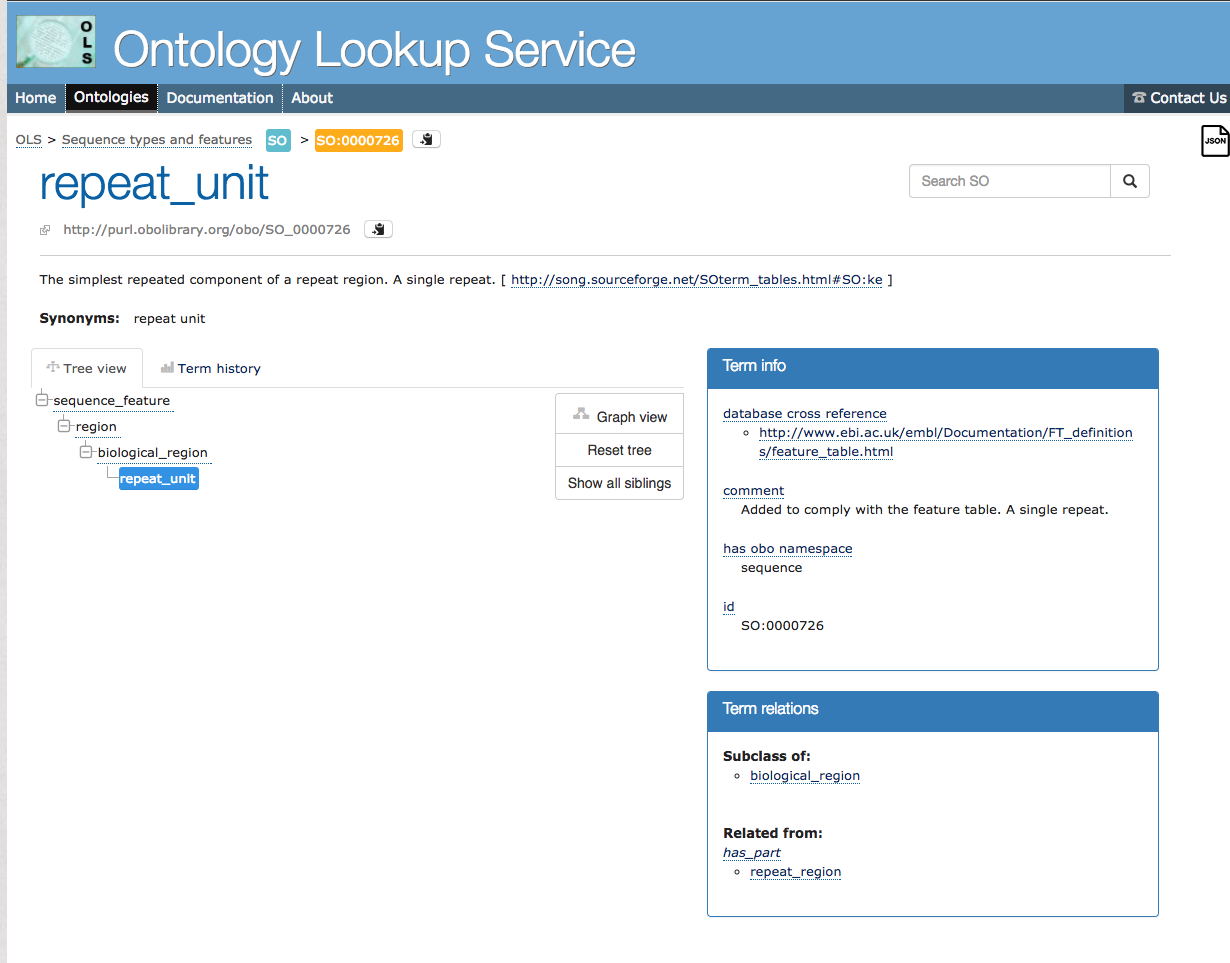 OLS
Ontology Lookup Service
Home
Ontologies
Documentation
About
Contact Us
OLS > Sequence types and features SO > SO:0000726
JSON
repeat_unit
Search SO
http://purl.obolibrary.org/obo/SO_0000726
The simplest repeated component of a repeat region. A single repeat. [ http://song.sourceforge.net/SOterm_tables.html#SO:ke ]
Synonyms: repeat unit
Tree view
Term history
sequence_feature
region
biological_region
repeat_unit
Graph view
Reset tree
Show all siblings
Term info
database cross reference
http://www.ebi.ac.uk/embl/Documentation/FT_definition
s/feature_table.html
comment
Added to comply with the feature table. A single repeat.
has obo namespace
sequence
id
SO:0000726
Term relations
Subclass of:
biological_region
Related from:
has_part
repeat_region